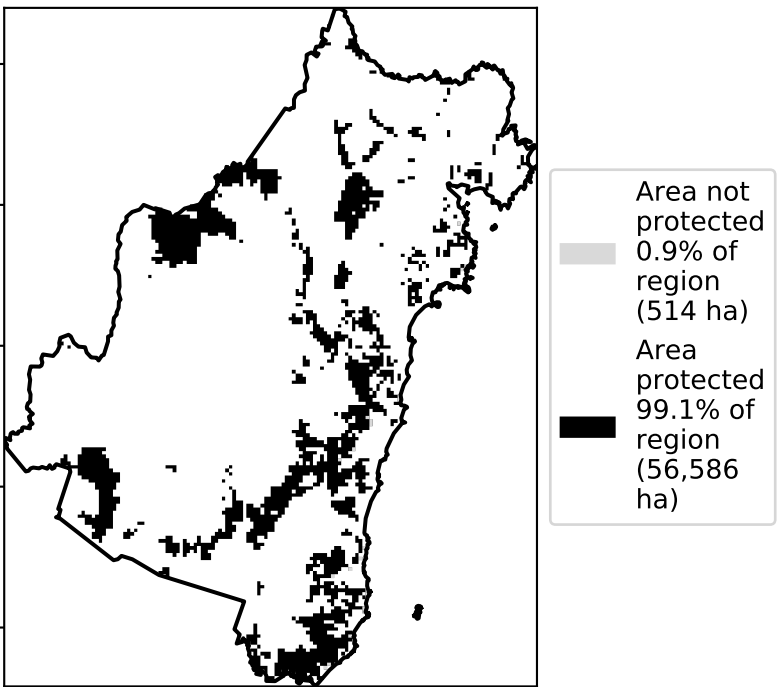 Area not
protected
0.9% of
region
(514 ha)
Area
protected
99.1% of
region
(56,586
ha)